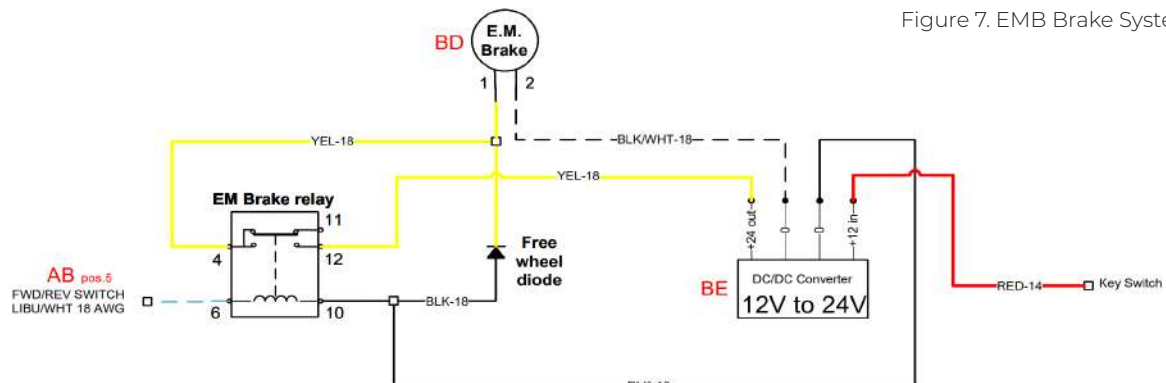 Figure 7. EMB Brake Syste
E.M.
Brake
BD
1
2
YEL-18
BLK/WHT-18
YEL-18
EM Brake relay
11
4
12
+24 out
0
0
+12 in
Free
wheel
diode
AB pos.5
FWD/REV SWITCH
LIBU/WHT 18 AWG
6
10
BLK-18
BE
DC/DC Converter
12V to 24V
RED-14
Key Switch